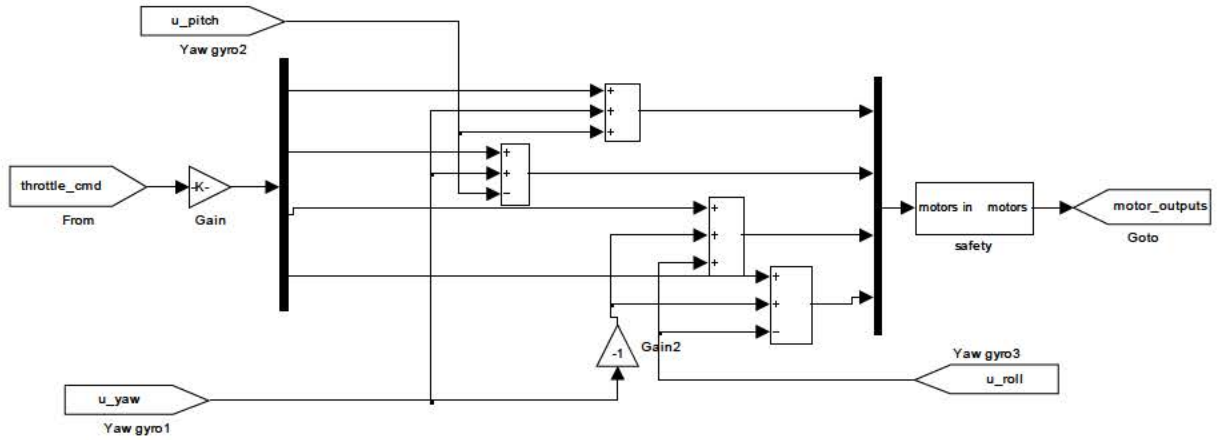 u_pitch
Yaw gyro2
+
+
+
+
+
−
throttle_cmd
-K-
From
Gain
+
+
+
motors in motors
safety
motor_outputs
Goto
+
+
−
-1
Gain2
Yaw gyro3
u_roll
u_yaw
Yaw gyro1